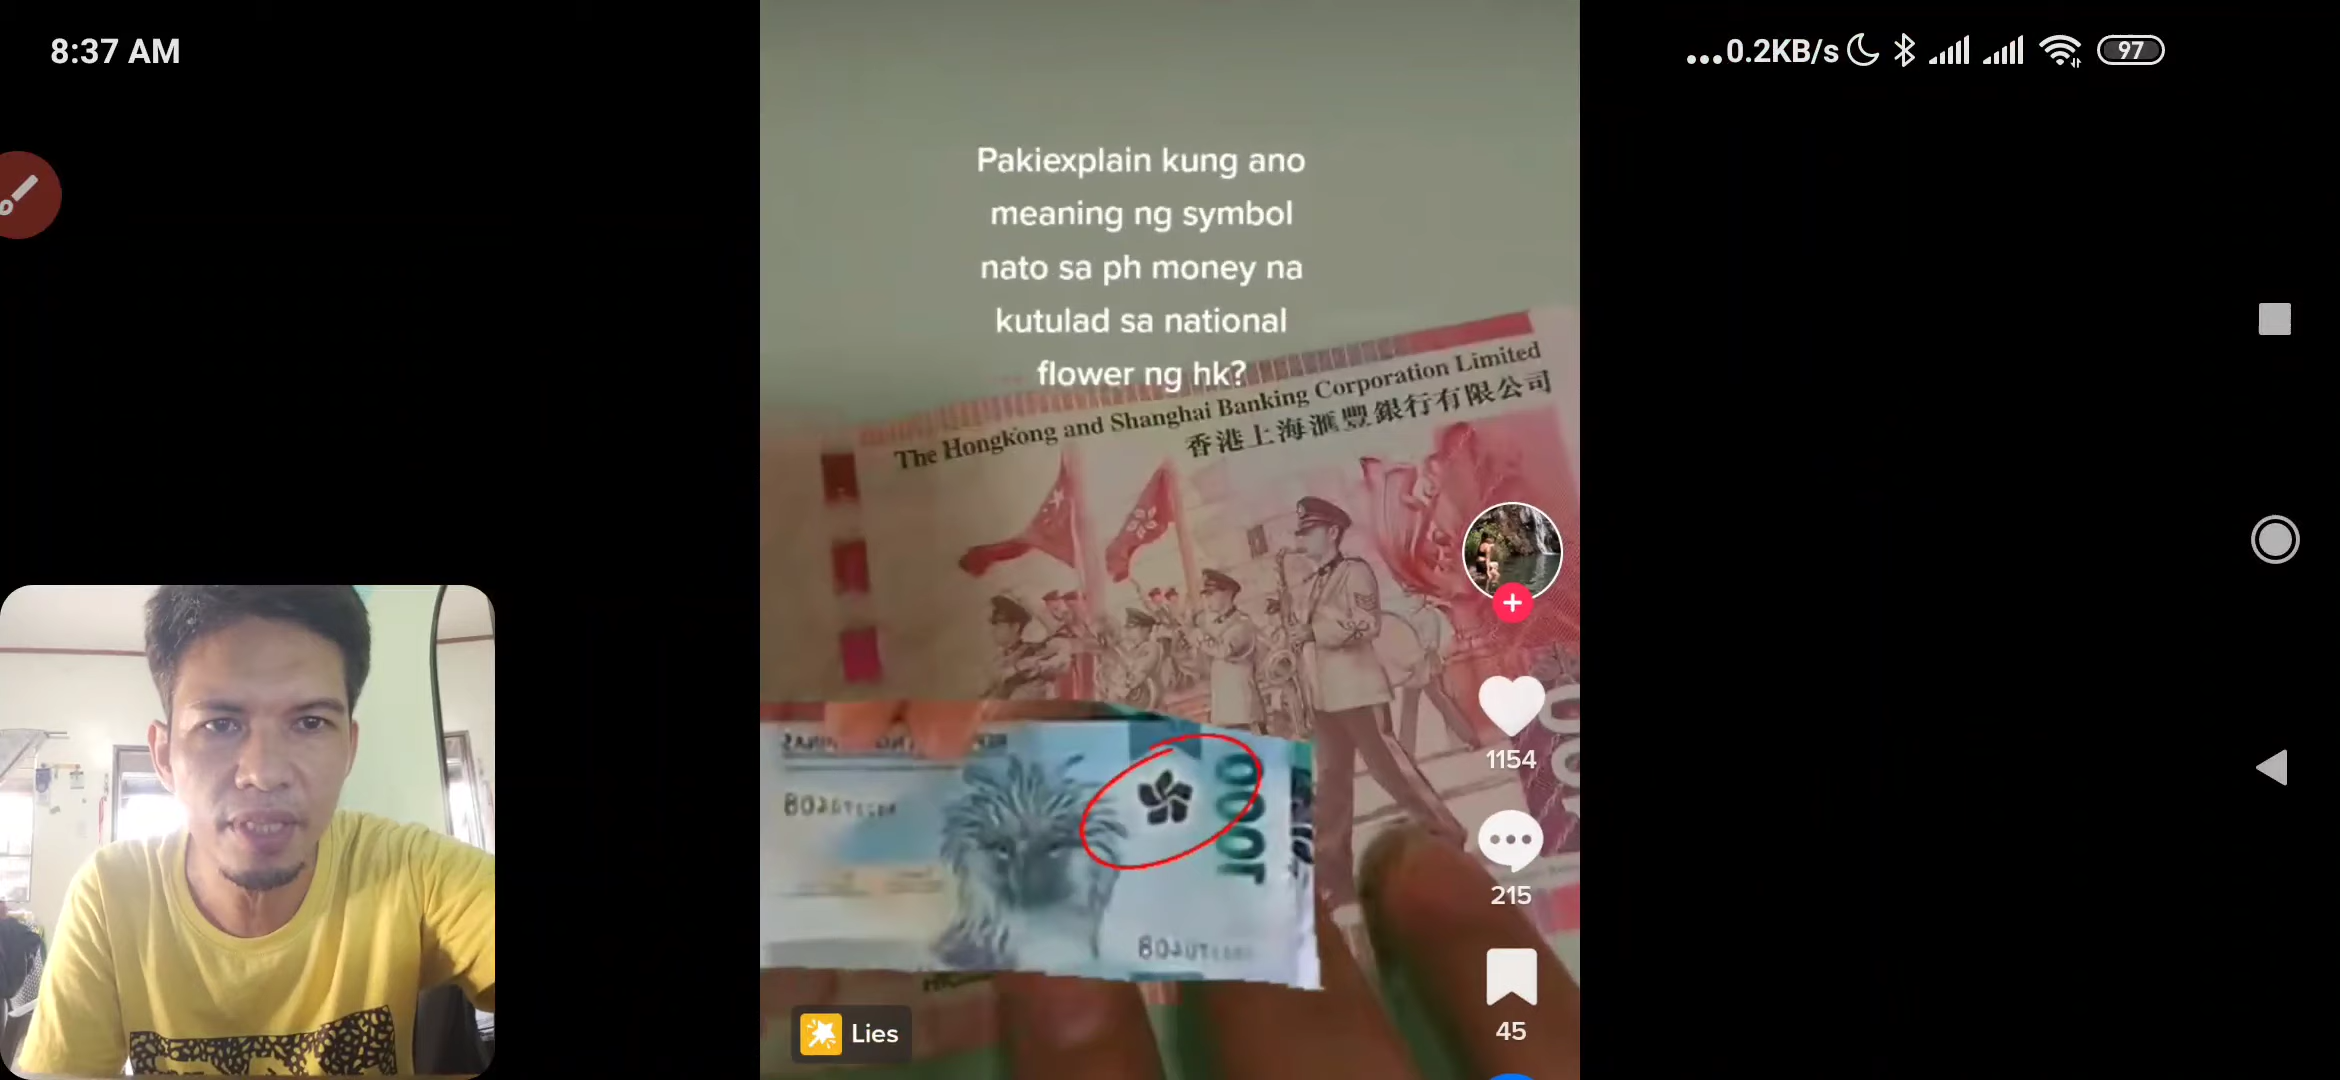 8:37 AM
...0.2KB/s
97
Pakiexplain kung ano
meaning ng symbol
nato sa ph money na
kutulad sa national
flower ng hk?
The Hongkong and Shanghai Banking Corporation Limited
香港上海滙豐銀行有限公司
1000
1154
215
45
Lies